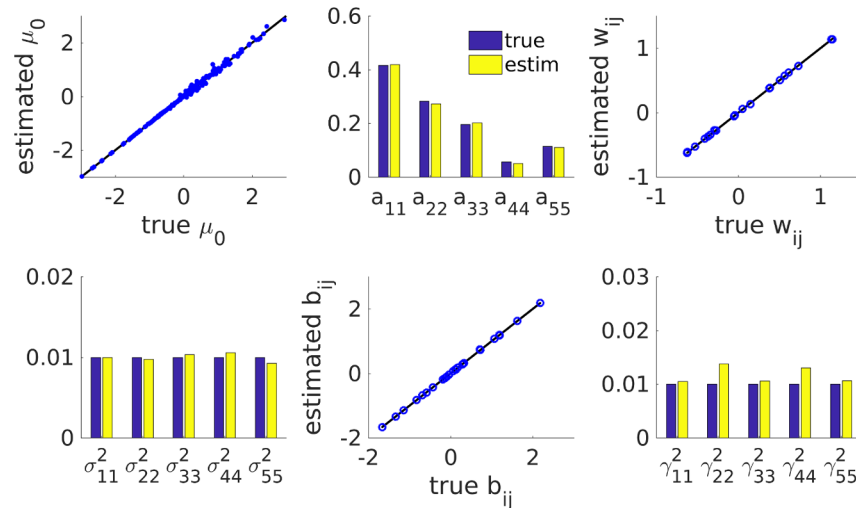 estimated μ₀
2
0
-2
-2
0
2
true μ₀
0.6
0.4
0.2
0
true
estim
a₁₁ a₂₂ a₃₃ a₄₄ a₅₅
estimated wᵢⱼ
1
0
-1
-1
0
1
true wᵢⱼ
0.02
0.01
0
σ²₁₁ σ²₂₂ σ²₃₃ σ²₄₄ σ²₅₅
estimated bᵢⱼ
2
0
-2
-2
0
2
true bᵢⱼ
0.03
0.02
0.01
0
γ²₁₁ γ²₂₂ γ²₃₃ γ²₄₄ γ²₅₅